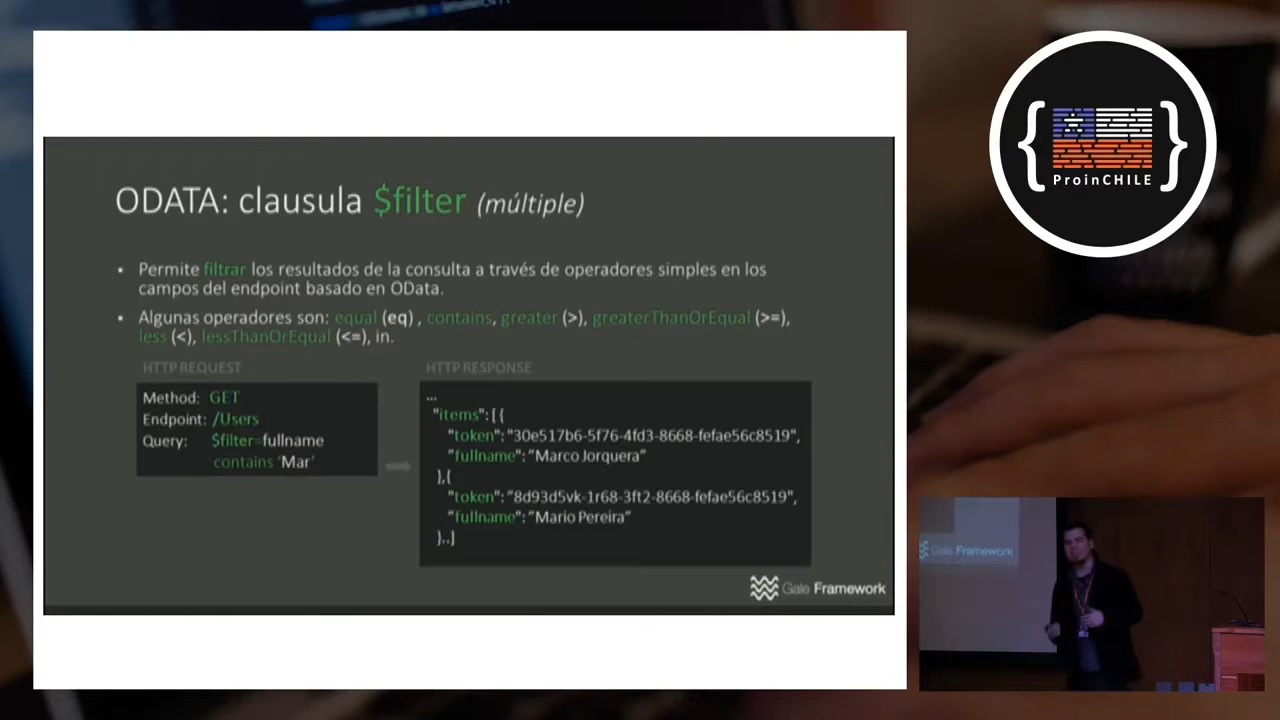 ODATA: clausula $filter (múltiple)
• Permite filtrar los resultados de la consulta a través de operadores simples en los
campos del endpoint basado en OData.
• Algunas operadores son: equal (eq) , contains, greater (>), greaterThanOrEqual (>=),
less (<), lessThanOrEqual (<=), in.
HTTP REQUEST
Method: GET
Endpoint: /Users
Query: $filter=fullname
contains 'Mar'
HTTP RESPONSE
...
"items":[{
"token":"30e517b6-5f76-4fd3-8668-fefae56c8519",
"fullname":"Marco Jorquera"
},{
"token":"8d93d5vk-1r68-3ft2-8668-fefae56c8519",
"fullname":"Mario Pereira"
}..]
Gale Framework
{ }
ProinCHILE
Gale Framework